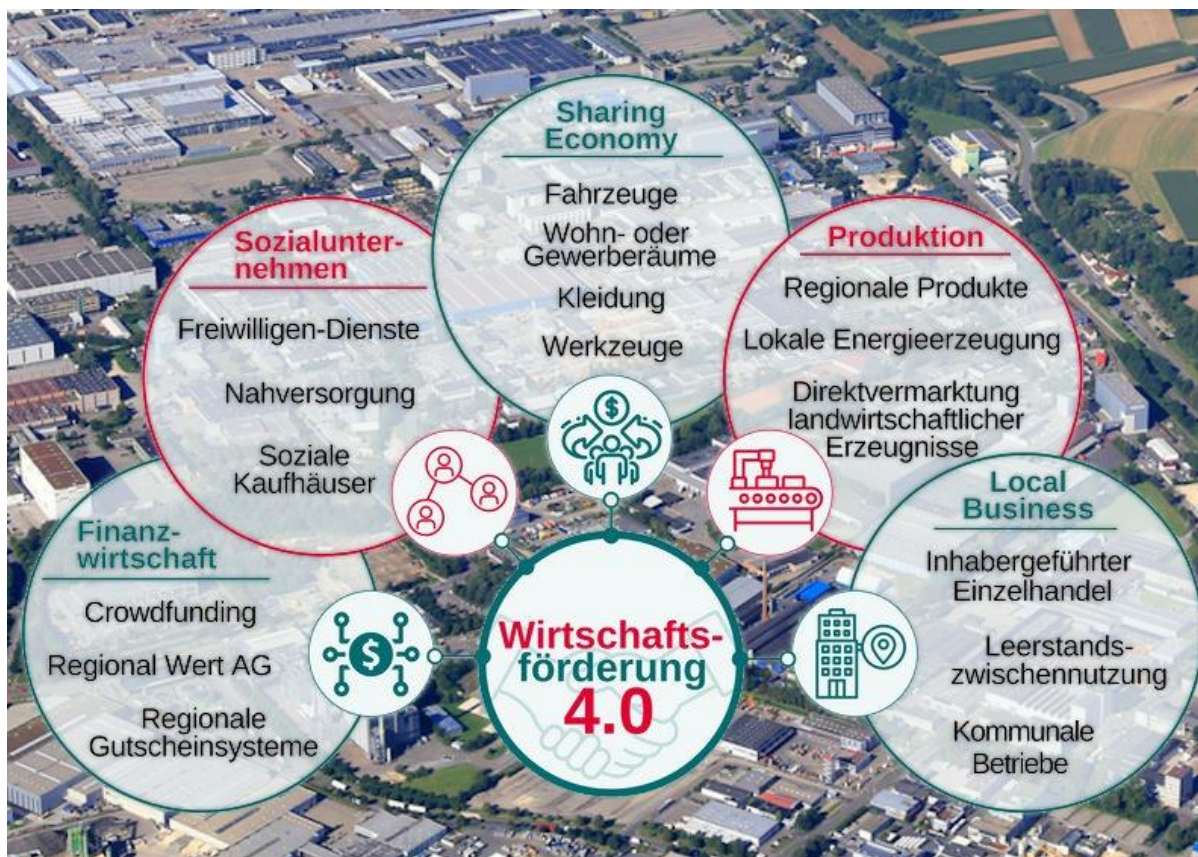 Sharing
Economy
Fahrzeuge
Wohn- oder
Gewerberäume
Kleidung
Werkzeuge
Sozialunter-
nehmen
Freiwilligen-Dienste
Nahversorgung
Soziale
Kaufhäuser
Produktion
Regionale Produkte
Lokale Energieerzeugung
Direktvermarktung
landwirtschaftlicher
Erzeugnisse
Finanz-
wirtschaft
Crowdfunding
Regional Wert AG
Regionale
Gutscheinsysteme
Local
Business
Inhabergeführter
Einzelhandel
Leerstands-
zwischennutzung
Kommunale
Betriebe
Wirtschafts-
förderung
4.0